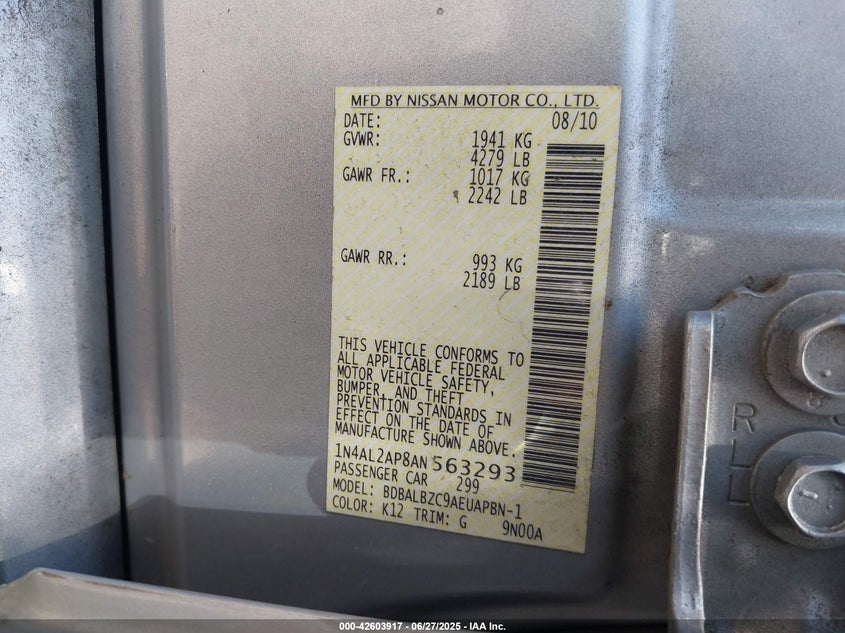 MFD BY NISSAN MOTOR CO., LTD.
DATE: 08/10
GVWR: 1941 KG
4279 LB
GAWR FR.: 1017 KG
2242 LB
GAWR RR.: 993 KG
2189 LB
THIS VEHICLE CONFORMS TO
ALL APPLICABLE FEDERAL
MOTOR VEHICLE SAFETY,
BUMPER, AND THEFT
PREVENTION STANDARDS IN
EFFECT ON THE DATE OF
MANUFACTURE SHOWN ABOVE.
1N4AL2AP8AN 563293
PASSENGER CAR 299
MODEL: BDBALBZC9AEUAPBN-1
COLOR: K12 TRIM: G 9N00A
RLL
000-42603917 - 06/27/2025 - IAA Inc.